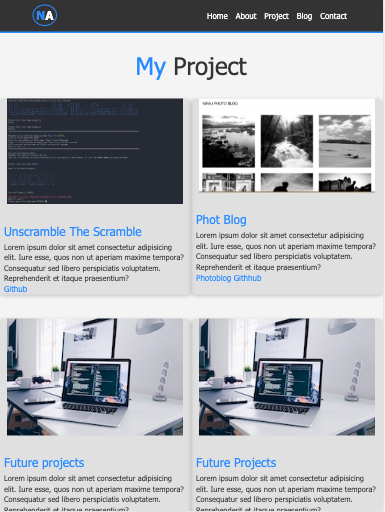 NA
Home About Project Blog Contact
My Project
Unscramble The Scramble
NIRAJ PHOTO BLOG
Unscramble The Scramble
Lorem ipsum dolor sit amet consectetur adipisicing
elit. Iure esse, quos non ut aperiam maxime tempora?
Consequatur sed libero perspiciatis voluptatem.
Reprehenderit et itaque praesentium?
Github
Phot Blog
Lorem ipsum dolor sit amet consectetur adipisicing
elit. Iure esse, quos non ut aperiam maxime tempora?
Consequatur sed libero perspiciatis voluptatem.
Reprehenderit et itaque praesentium?
Photoblog Githhub
Future projects
Lorem ipsum dolor sit amet consectetur adipisicing
elit. Iure esse, quos non ut aperiam maxime tempora?
Consequatur sed libero perspiciatis voluptatem.
Reprehenderit et itaque praesentium?
Future Projects
Lorem ipsum dolor sit amet consectetur adipisicing
elit. Iure esse, quos non ut aperiam maxime tempora?
Consequatur sed libero perspiciatis voluptatem.
Reprehenderit et itaque praesentium?